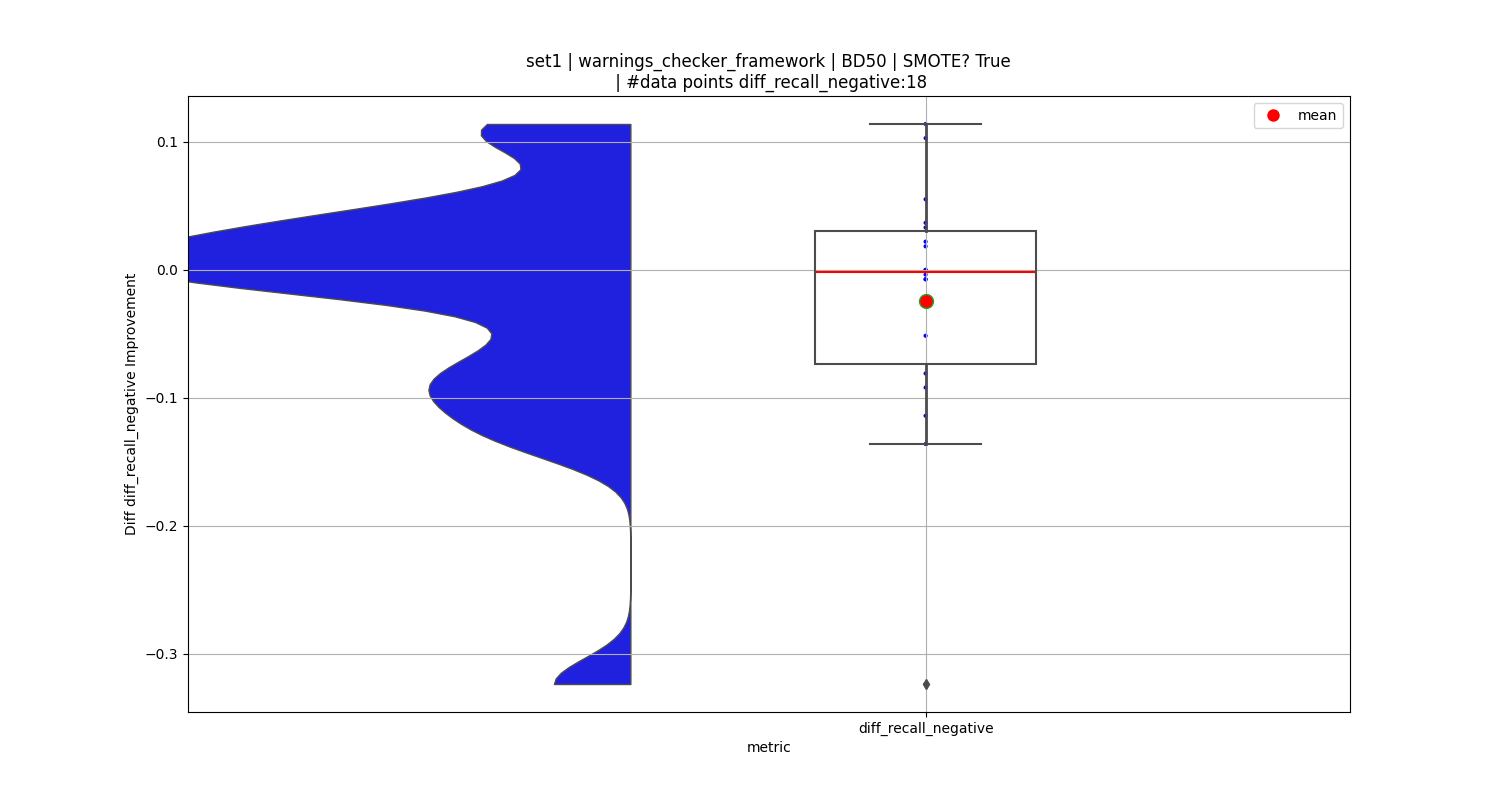 set1 | warnings_checker_framework | BD50 | SMOTE? True
| #data points diff_recall_negative:18
mean
0.1
0.0
−0.1
−0.2
−0.3
Diff diff_recall_negative Improvement
diff_recall_negative
metric